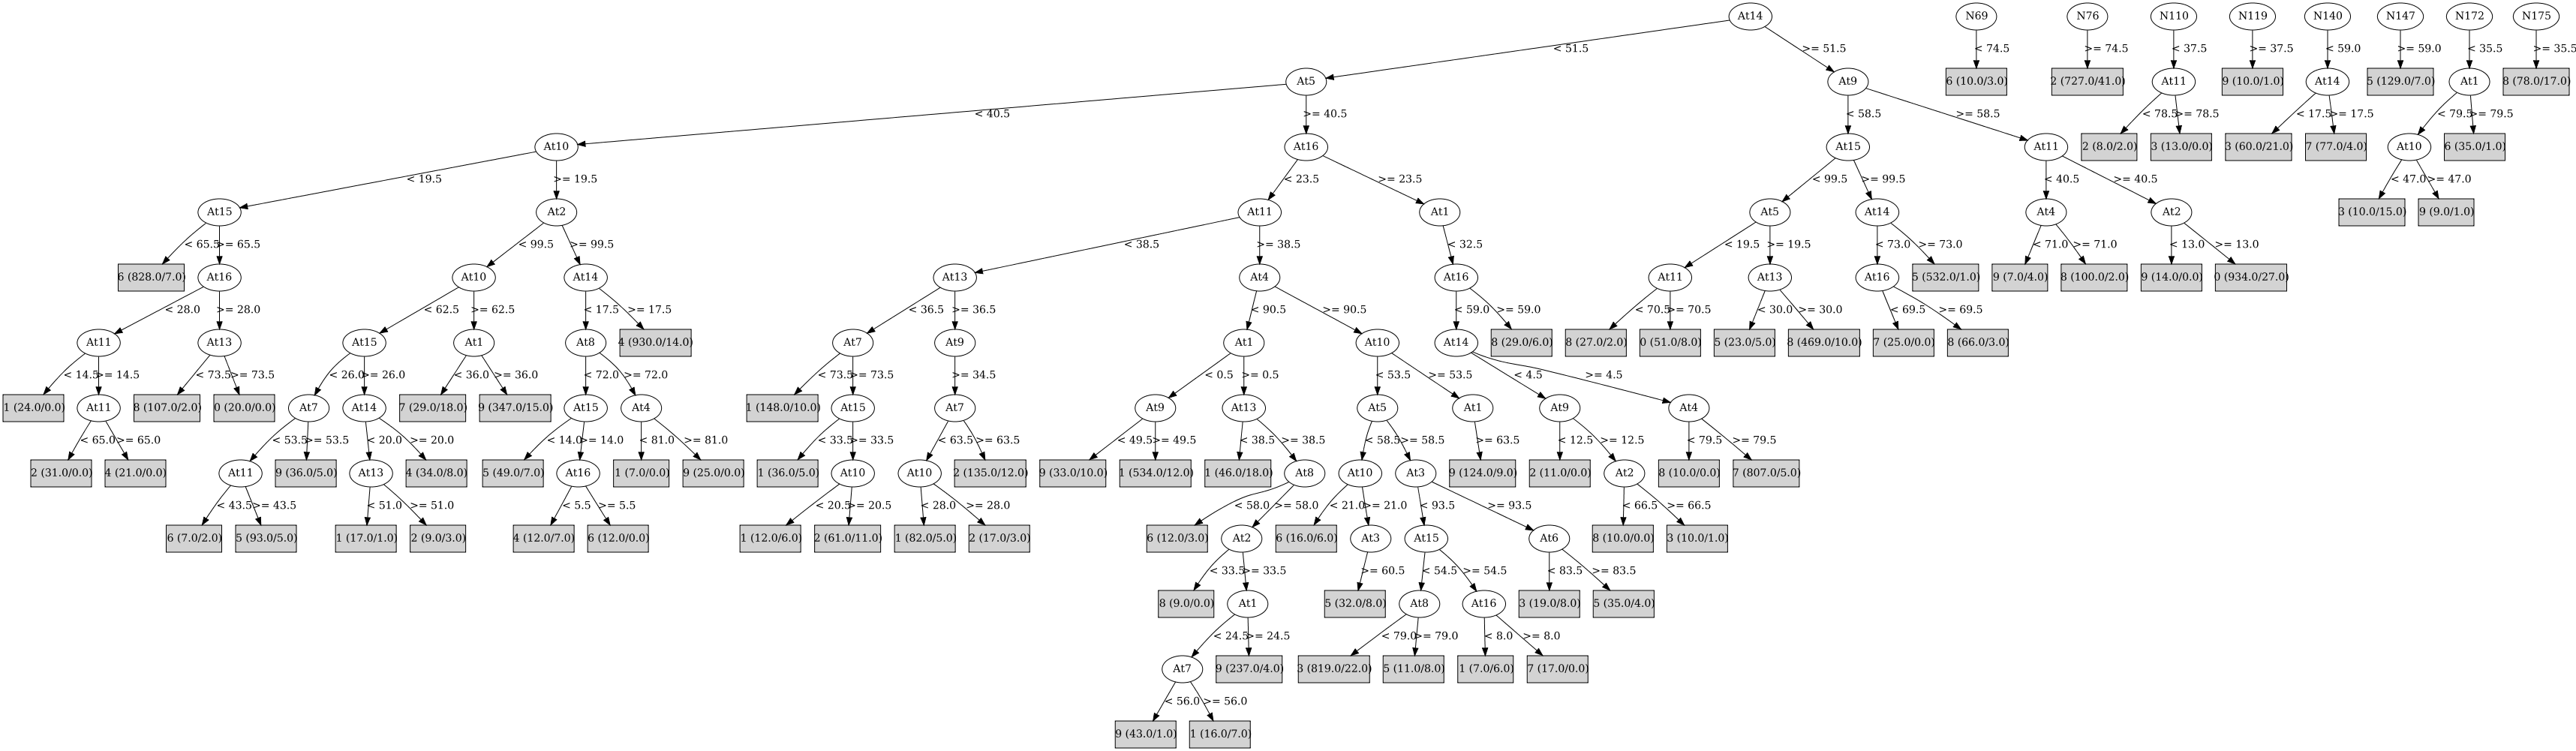 At14 N69 N76 N110 N119 N140 N147 N172 N175
< 51.5 >= 51.5 < 74.5 >= 74.5 < 37.5 >= 37.5 < 59.0 >= 59.0 < 35.5 >= 35.5
At5 At9 6 (10.0/3.0) 2 (727.0/41.0) At11 9 (10.0/1.0) At14 5 (129.0/7.0) At1 8 (78.0/17.0)
< 40.5 >= 40.5 < 58.5 >= 58.5 < 78.5 >= 78.5 < 17.5 >= 17.5 < 79.5 >= 79.5
At10 At16 At15 At11 2 (8.0/2.0) 3 (13.0/0.0) 3 (60.0/21.0) 7 (77.0/4.0) At10 6 (35.0/1.0)
< 19.5 >= 19.5 < 23.5 >= 23.5 < 99.5 >= 99.5 < 40.5 >= 40.5 < 47.0 >= 47.0
At15 At2 At11 At1 At5 At14 At4 At2 3 (10.0/15.0) 9 (9.0/1.0)
< 65.5 >= 65.5 < 99.5 >= 99.5 < 38.5 >= 38.5 < 32.5 < 19.5 >= 19.5 < 73.0 >= 73.0 < 71.0 >= 71.0 < 13.0 >= 13.0
6 (828.0/7.0) At16 At10 At14 At13 At4 At16 At11 At13 At16 5 (532.0/1.0) 9 (7.0/4.0) 8 (100.0/2.0) 9 (14.0/0.0) 0 (934.0/27.0)
< 28.0 >= 28.0 < 62.5 >= 62.5 < 17.5 >= 17.5 < 36.5 >= 36.5 < 90.5 >= 90.5 < 59.0 >= 59.0 < 70.5 >= 70.5 < 30.0 >= 30.0 < 69.5 >= 69.5
At11 At13 At15 At1 At8 4 (930.0/14.0) At7 At9 At1 At10 At14 8 (29.0/6.0) 8 (27.0/2.0) 0 (51.0/8.0) 5 (23.0/5.0) 8 (469.0/10.0) 7 (25.0/0.0) 8 (66.0/3.0)
< 14.5 >= 14.5 < 73.5 >= 73.5 < 26.0 >= 26.0 < 36.0 >= 36.0 < 72.0 >= 72.0 < 73.5 >= 73.5 >= 34.5 < 0.5 >= 0.5 < 53.5 >= 53.5 < 4.5 >= 4.5
1 (24.0/0.0) At11 8 (107.0/2.0) 0 (20.0/0.0) At7 At14 7 (29.0/18.0) 9 (347.0/15.0) At15 At4 1 (148.0/10.0) At15 At7 At9 At13 At5 At1 At9 At4
< 65.0 >= 65.0 < 53.5 >= 53.5 < 20.0 >= 20.0 < 14.0 >= 14.0 < 81.0 >= 81.0 < 33.5 >= 33.5 < 63.5 >= 63.5 < 49.5 >= 49.5 < 38.5 >= 38.5 < 58.5 >= 58.5 >= 63.5 < 12.5 >= 12.5 < 79.5 >= 79.5
2 (31.0/0.0) 4 (21.0/0.0) At11 9 (36.0/5.0) At13 4 (34.0/8.0) 5 (49.0/7.0) At16 1 (7.0/0.0) 9 (25.0/0.0) 1 (36.0/5.0) At10 At10 2 (135.0/12.0) 9 (33.0/10.0) 1 (534.0/12.0) 1 (46.0/18.0) At8 At10 At3 9 (124.0/9.0) 2 (11.0/0.0) At2 8 (10.0/0.0) 7 (807.0/5.0)
< 43.5 >= 43.5 < 51.0 >= 51.0 < 5.5 >= 5.5 < 20.5 >= 20.5 < 28.0 >= 28.0 < 58.0 >= 58.0 < 21.0 >= 21.0 < 93.5 >= 93.5 < 66.5 >= 66.5
6 (7.0/2.0) 5 (93.0/5.0) 1 (17.0/1.0) 2 (9.0/3.0) 4 (12.0/7.0) 6 (12.0/0.0) 1 (12.0/6.0) 2 (61.0/11.0) 1 (82.0/5.0) 2 (17.0/3.0) 6 (12.0/3.0) At2 6 (16.0/6.0) At3 At15 At6 8 (10.0/0.0) 3 (10.0/1.0)
< 33.5 >= 33.5 >= 60.5 < 54.5 >= 54.5 < 83.5 >= 83.5
8 (9.0/0.0) At1 5 (32.0/8.0) At8 At16 3 (19.0/8.0) 5 (35.0/4.0)
< 24.5 >= 24.5 < 79.0 >= 79.0 < 8.0 >= 8.0
At7 9 (237.0/4.0) 3 (819.0/22.0) 5 (11.0/8.0) 1 (7.0/6.0) 7 (17.0/0.0)
< 56.0 >= 56.0
9 (43.0/1.0) 1 (16.0/7.0)